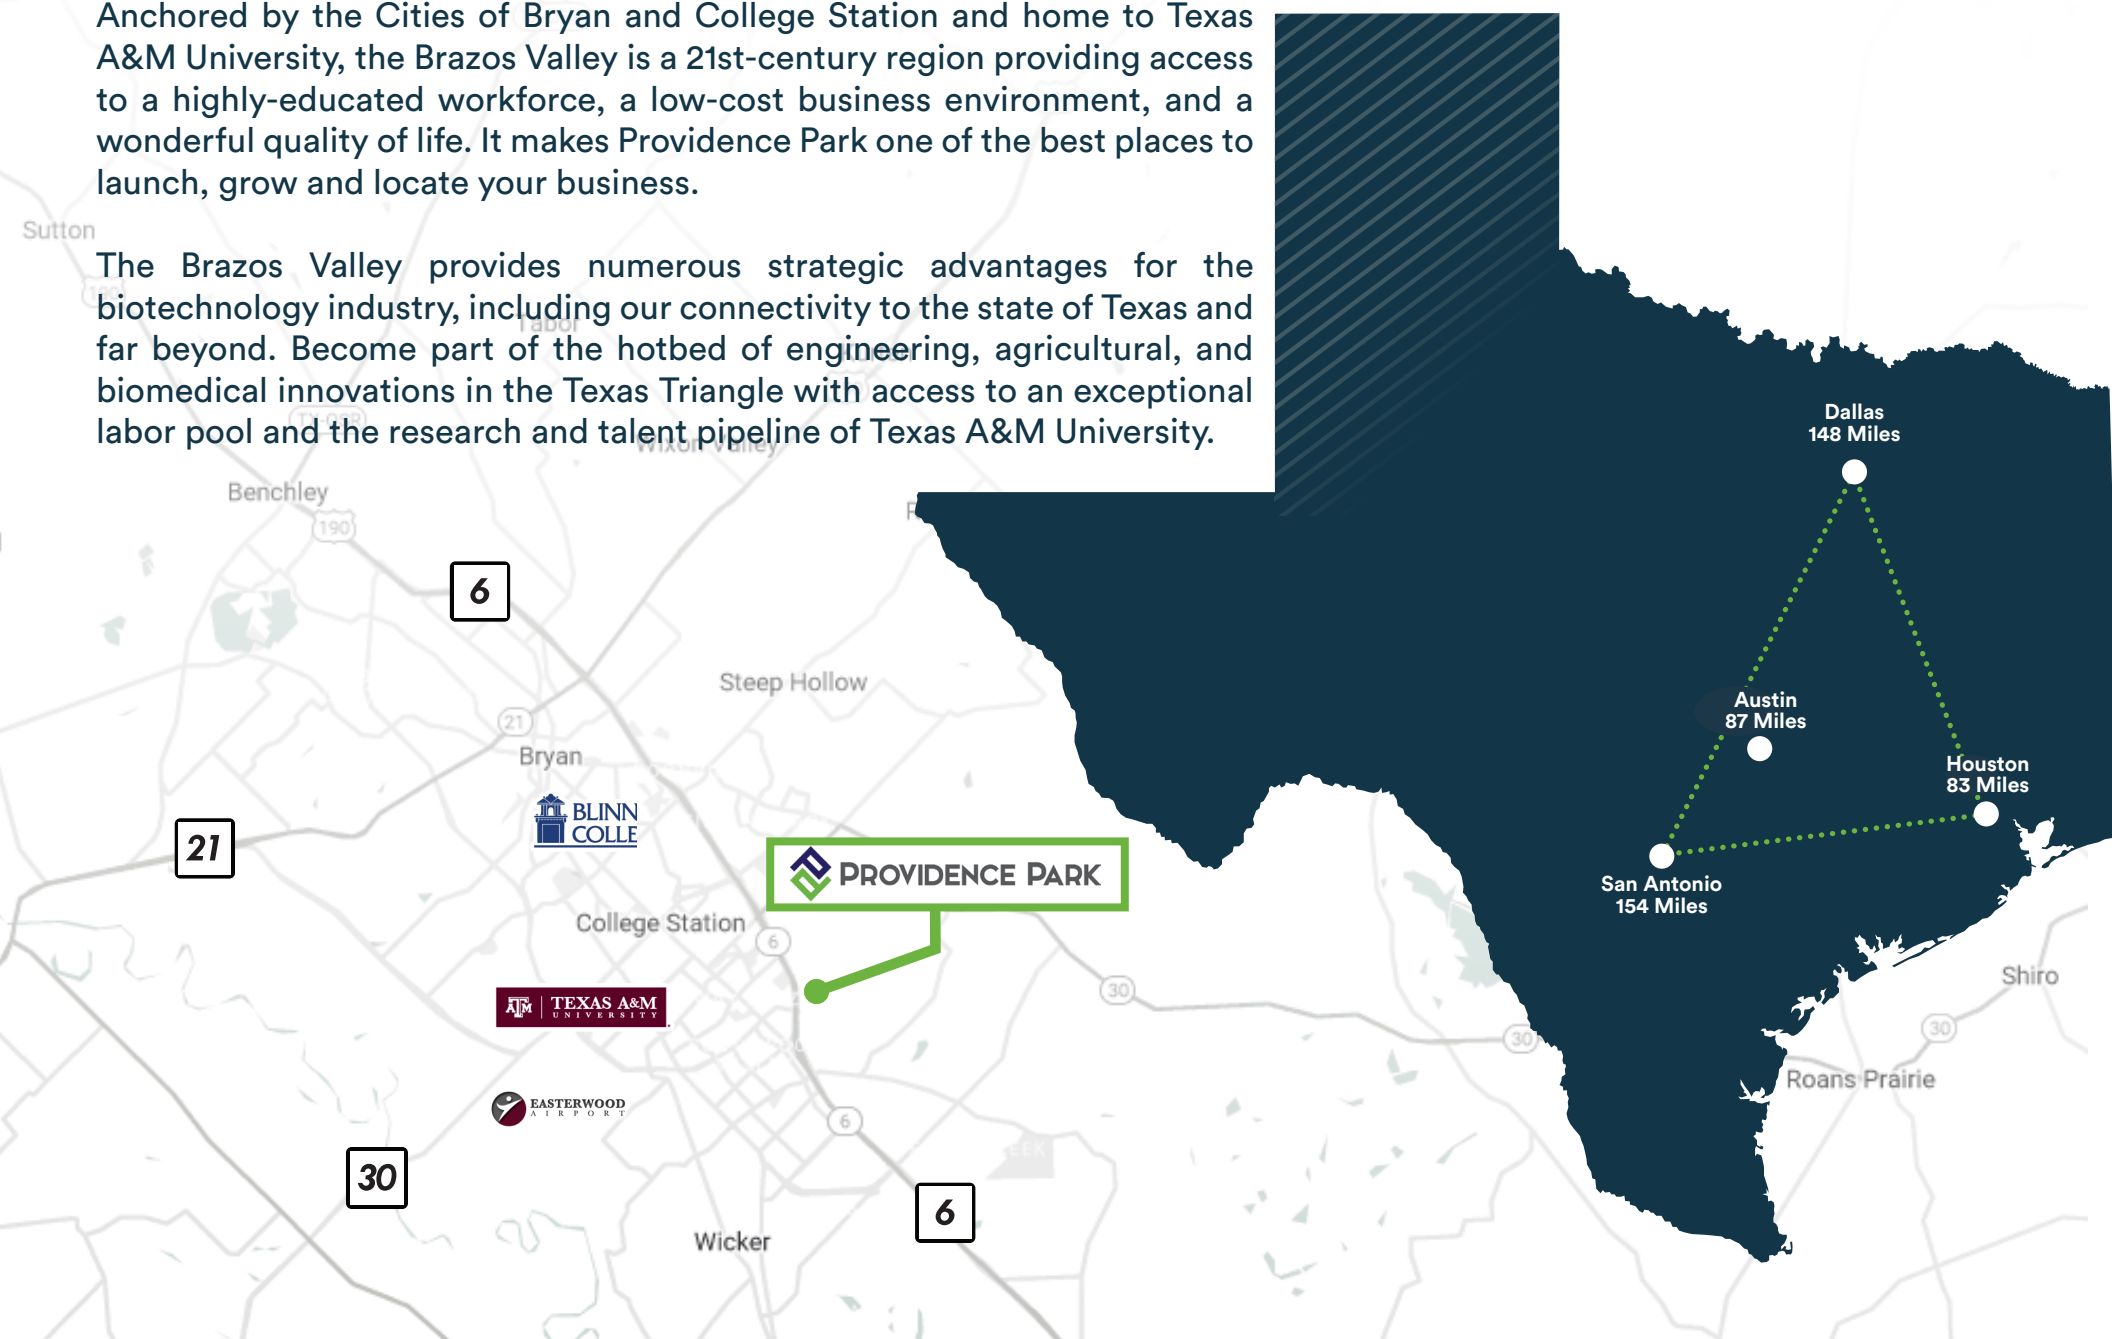 Anchored by the Cities of Bryan and College Station and home to Texas
A&M University, the Brazos Valley is a 21st-century region providing access
to a highly-educated workforce, a low-cost business environment, and a
wonderful quality of life. It makes Providence Park one of the best places to
launch, grow and locate your business.
Sutton
The Brazos Valley provides numerous strategic advantages for the
190
biotechnology industry, including our connectivity to the state of Texas and
Tabor
far beyond. Become part of the hotbed of engineering, agricultural, and
biomedical innovations in the Texas Triangle with access to an exceptional
TX-OSR
labor pool and the research and talent pipeline of Texas A&M University.
Wixon Valley
Benchley
190
6
Steep Hollow
21
Bryan
BLINN
COLLE
21
PROVIDENCE PARK
College Station
6
30
TEXAS A&M
UNIVERSITY
EASTERWOOD
AIRPORT
6
30
6
Wicker
Dallas
148 Miles
Austin
87 Miles
Houston
83 Miles
San Antonio
154 Miles
Shiro
30
30
Roans Prairie